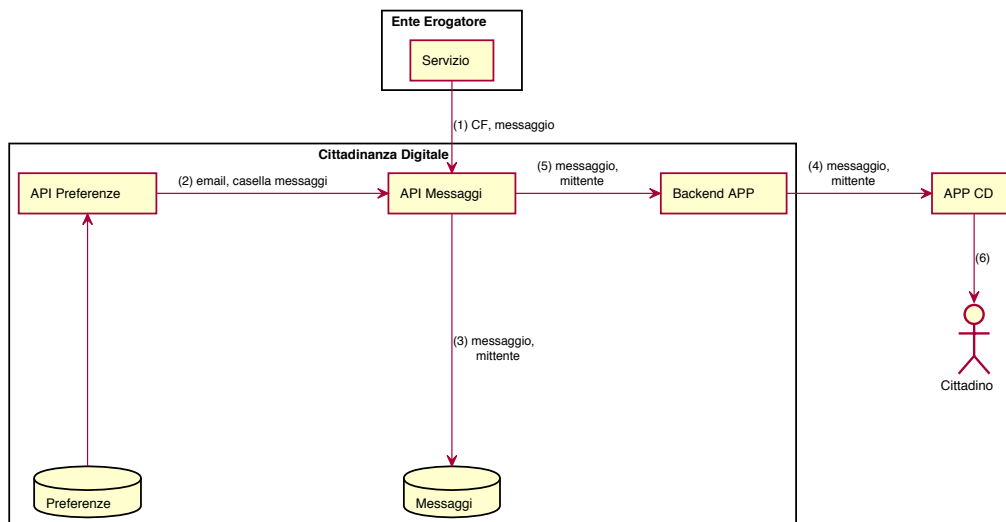 Ente Erogatore
Servizio
(1) CF, messaggio
Cittadinanza Digitale
API Preferenze
(2) email, casella messaggi
API Messaggi
(5) messaggio,
mittente
Backend APP
(4) messaggio,
mittente
APP CD
(6)
(3) messaggio,
mittente
Cittadino
Preferenze
Messaggi